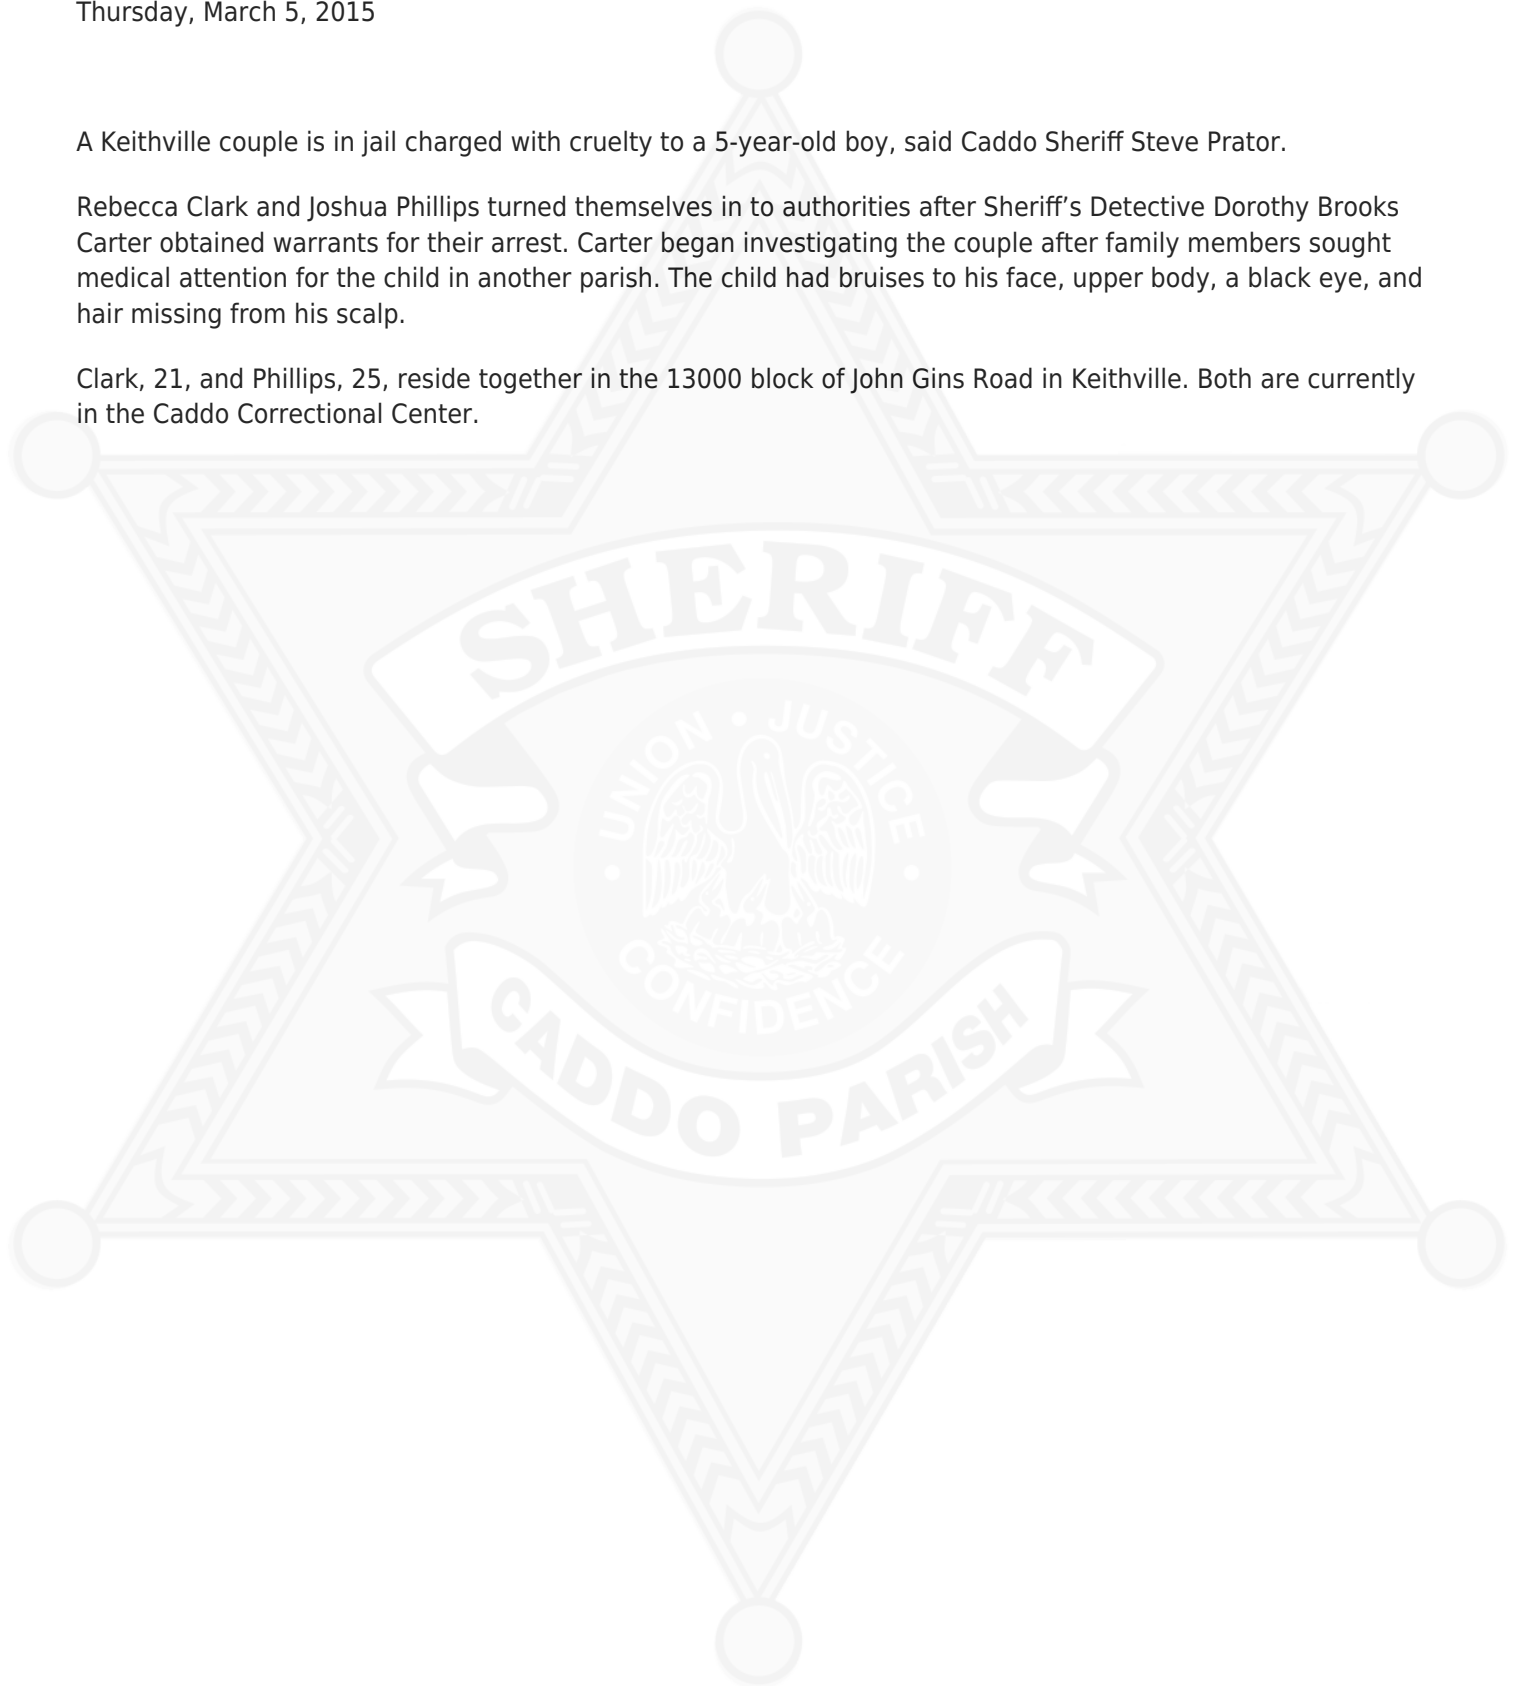 Thursday, March 5, 2015
A Keithville couple is in jail charged with cruelty to a 5-year-old boy, said Caddo Sheriff Steve Prator.
Rebecca Clark and Joshua Phillips turned themselves in to authorities after Sheriff’s Detective Dorothy Brooks
Carter obtained warrants for their arrest. Carter began investigating the couple after family members sought
medical attention for the child in another parish. The child had bruises to his face, upper body, a black eye, and
hair missing from his scalp.
Clark, 21, and Phillips, 25, reside together in the 13000 block of John Gins Road in Keithville. Both are currently
in the Caddo Correctional Center.
SHERIFF
UNION • JUSTICE •
• CONFIDENCE
CADDO PARISH